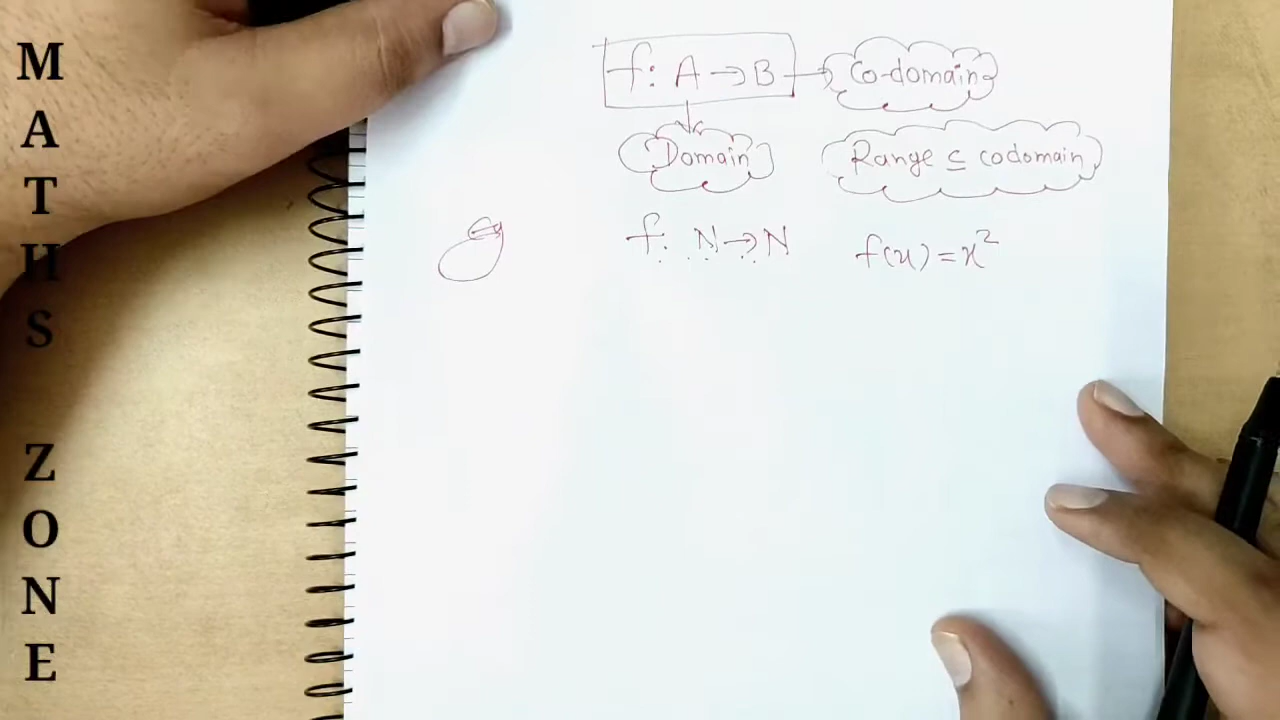 MATHS ZONE
f: A → B → Co-domain
Domain
Range ⊆ codomain
f: N → N f(x) = x²